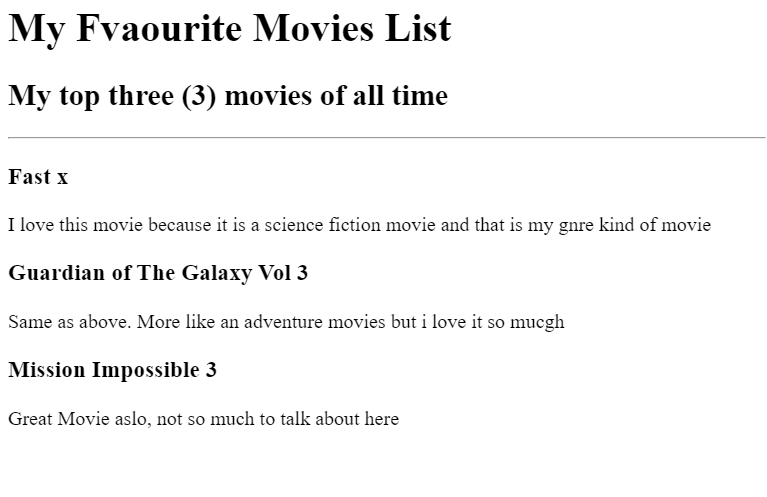 My Fvaourite Movies List
My top three (3) movies of all time
Fast x
I love this movie because it is a science fiction movie and that is my gnre kind of movie
Guardian of The Galaxy Vol 3
Same as above. More like an adventure movies but i love it so mucgh
Mission Impossible 3
Great Movie aslo, not so much to talk about here